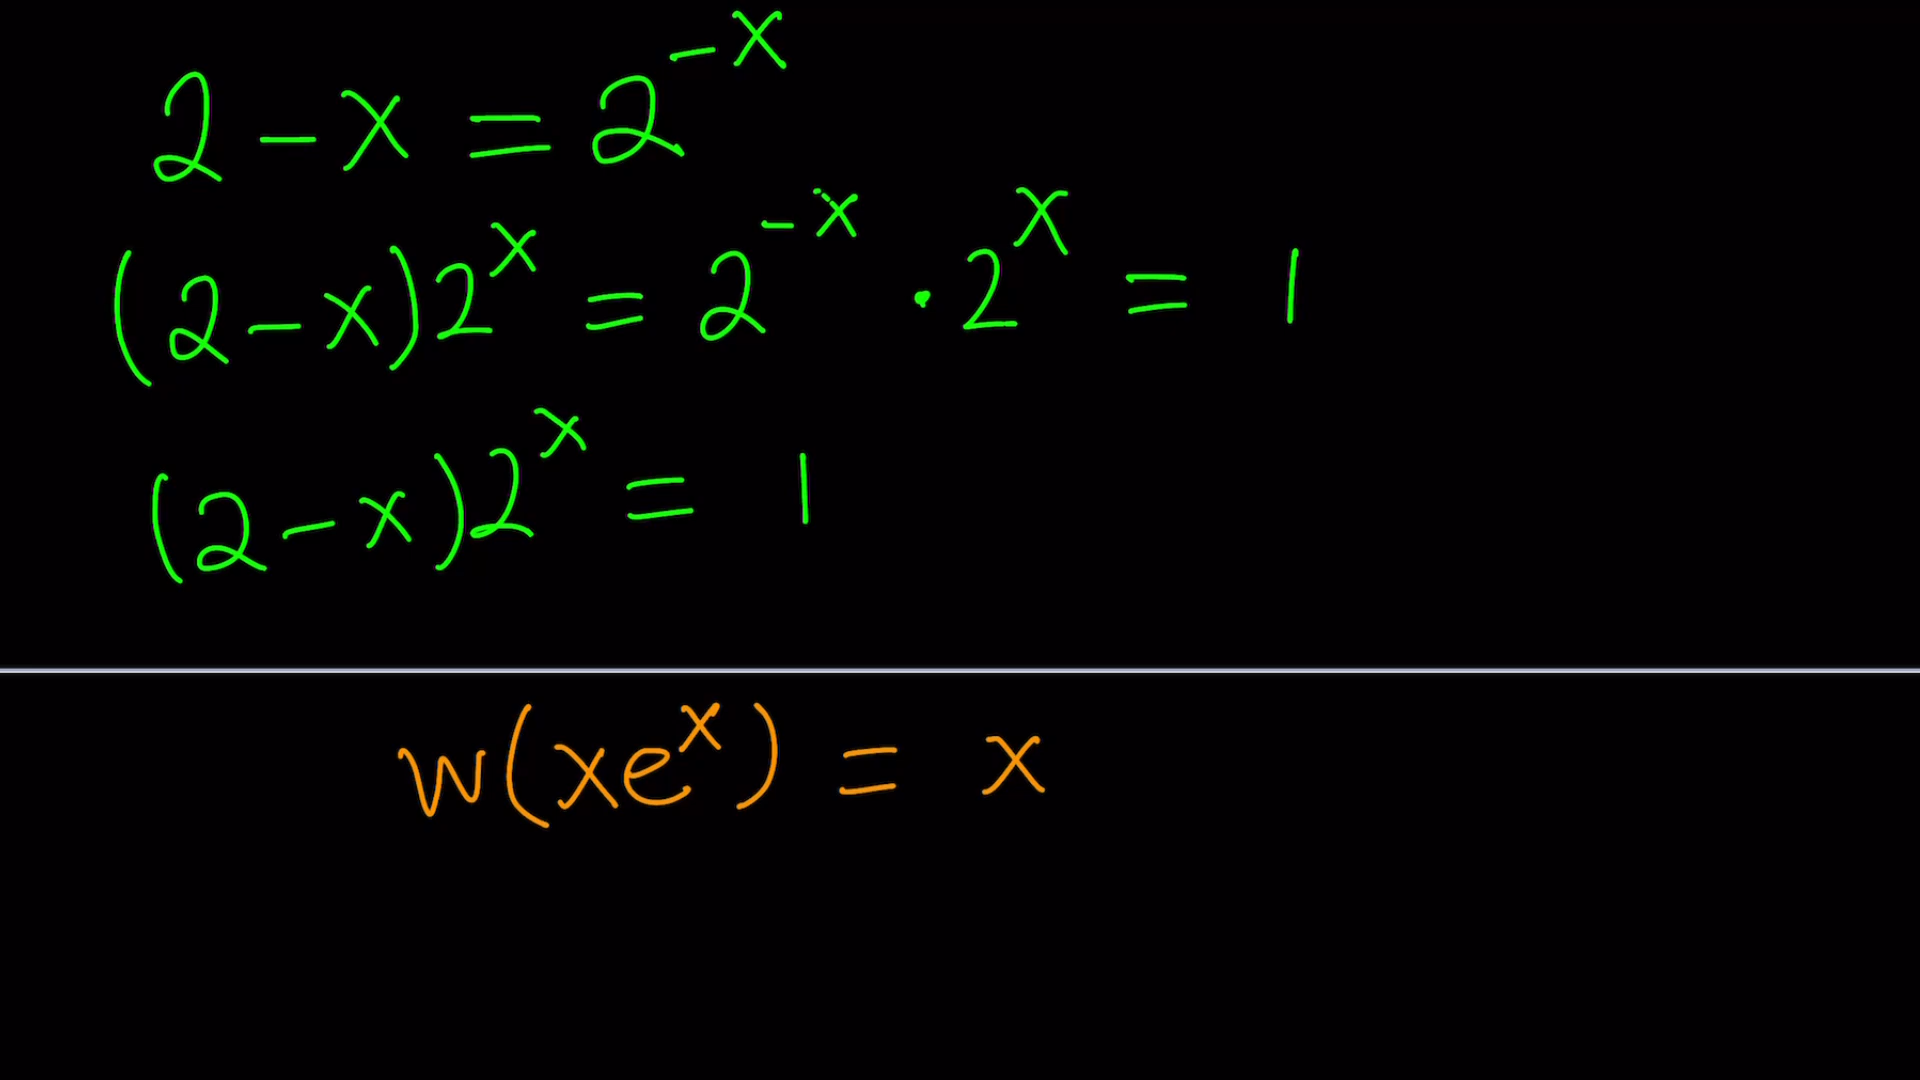 2 - x = 2^{-x}
(2 - x) 2^x = 2^{-x} · 2^x = 1
(2 - x) 2^x = 1
W(xe^x) = x